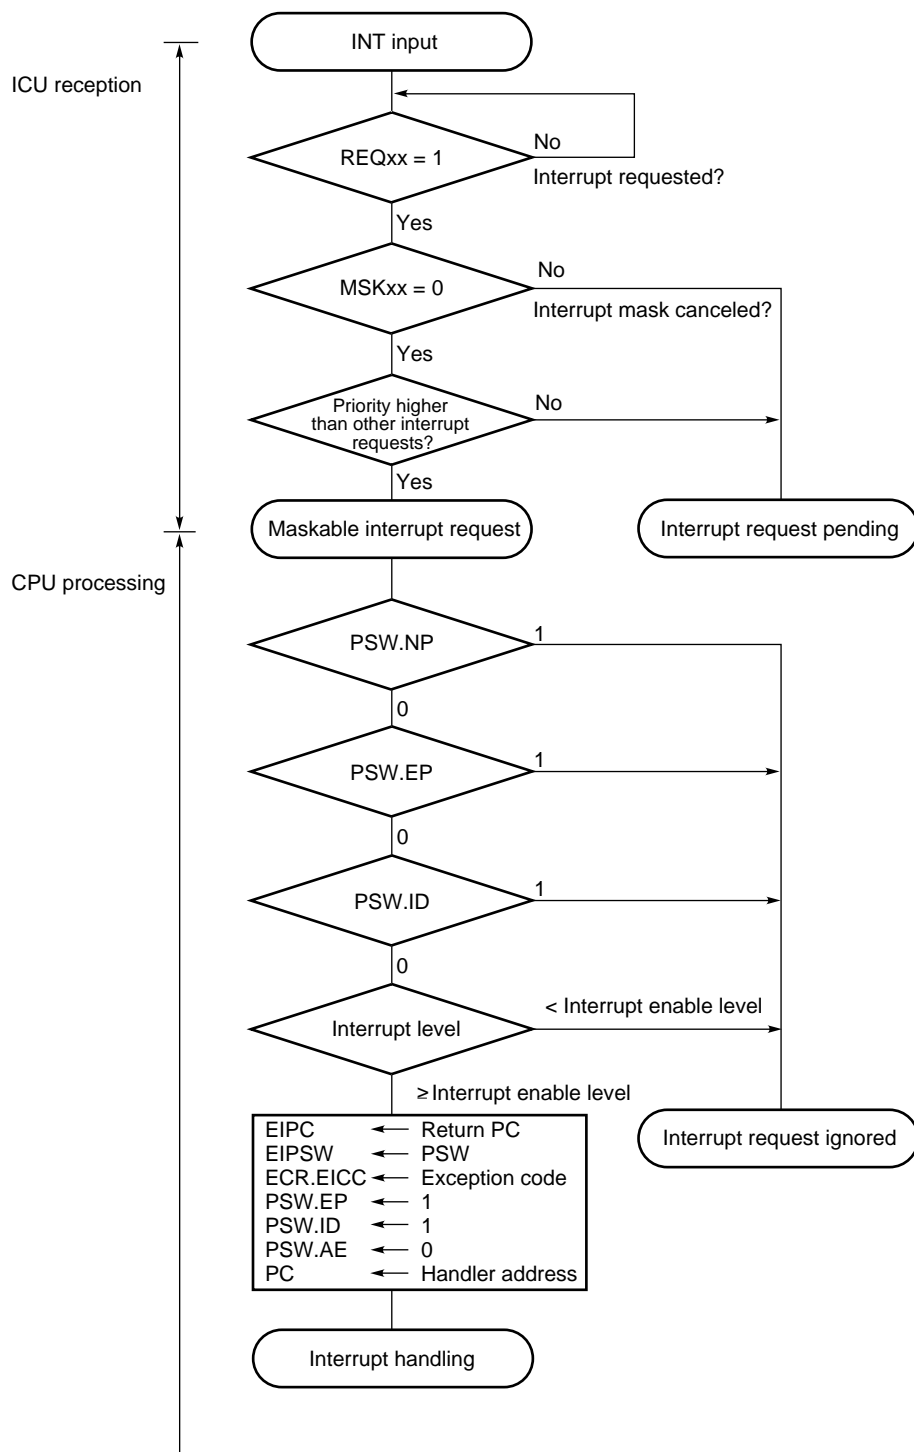 INT input
ICU reception
REQxx = 1
No
Interrupt requested?
Yes
MSKxx = 0
No
Interrupt mask canceled?
Yes
Priority higher
than other interrupt
requests?
No
Yes
Maskable interrupt request
Interrupt request pending
CPU processing
PSW.NP
1
0
PSW.EP
1
0
PSW.ID
1
0
Interrupt level
< Interrupt enable level
≥ Interrupt enable level
EIPC ← Return PC
EIPSW ← PSW
ECR.EICC ← Exception code
PSW.EP ← 1
PSW.ID ← 1
PSW.AE ← 0
PC ← Handler address
Interrupt request ignored
Interrupt handling